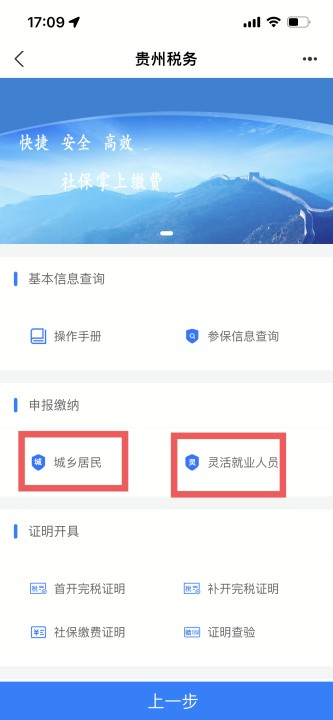 17:09
贵州税务
快捷 安全 高效
社保掌上缴费
基本信息查询
操作手册
参保信息查询
申报缴纳
城 城乡居民
灵 灵活就业人员
证明开具
首开完税证明
补开完税证明
社保缴费证明
证明查验
上一步